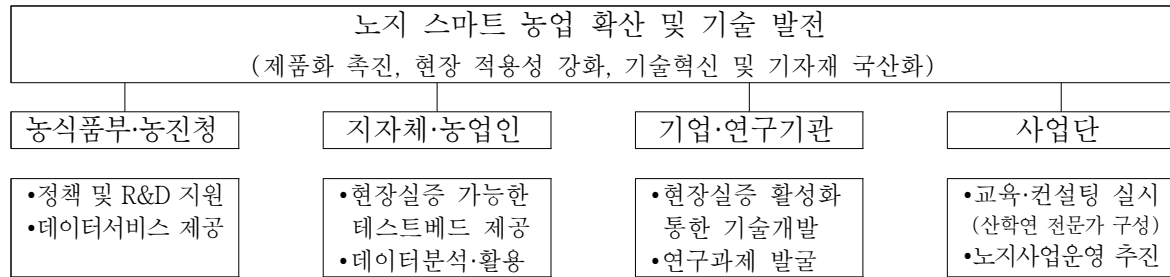 노지 스마트 농업 확산 및 기술 발전
(제품화 촉진, 현장 적용성 강화, 기술혁신 및 기자재 국산화)
농식품부·농진청
지자체·농업인
기업·연구기관
사업단
•정책 및 R&D 지원
•데이터서비스 제공
•현장실증 가능한
테스트베드 제공
•데이터분석·활용
•현장실증 활성화
통한 기술개발
•연구과제 발굴
•교육·컨설팅 실시
(산학연 전문가 구성)
•노지사업운영 추진